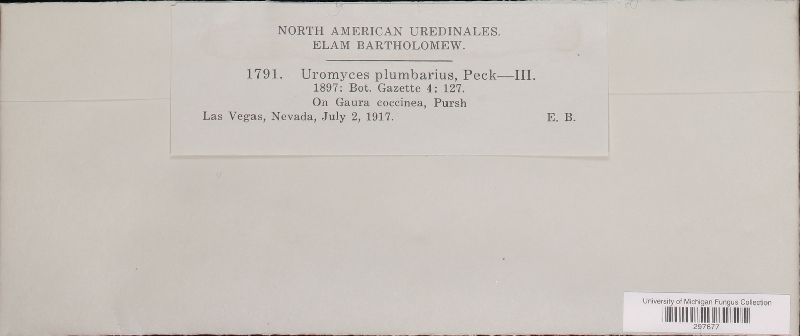 NORTH AMERICAN UREDINALES.
ELAM BARTHOLOMEW.
1791. Uromyces plumbarius, Peck—III.
1897: Bot. Gazette 4: 127.
On Gaura coccinea, Pursh
Las Vegas, Nevada, July 2, 1917. E. B.
University of Michigan Fungus Collection
297677